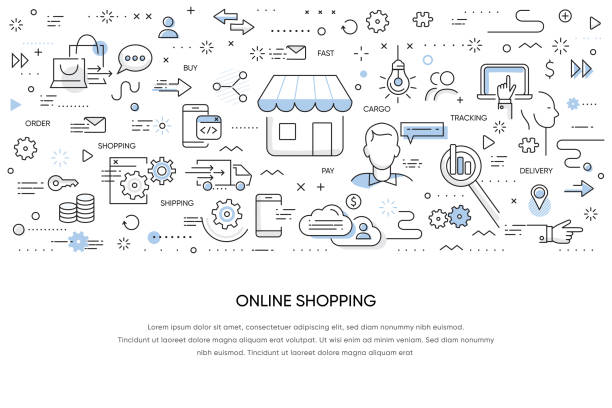 FAST
BUY
CARGO
ORDER
TRACKING
SHOPPING
PAY
DELIVERY
SHIPPING
ONLINE SHOPPING
Lorem ipsum dolor sit amet, consectetuer adipiscing elit, sed diam nonummy nibh euismod.
Tincidunt ut laoreet dolore magna aliquam erat volutpat. Ut wisi enim ad minim veniam. Sed diam nonummy
nibh euismod. Tincidunt ut laoreet dolore magna aliquam erat